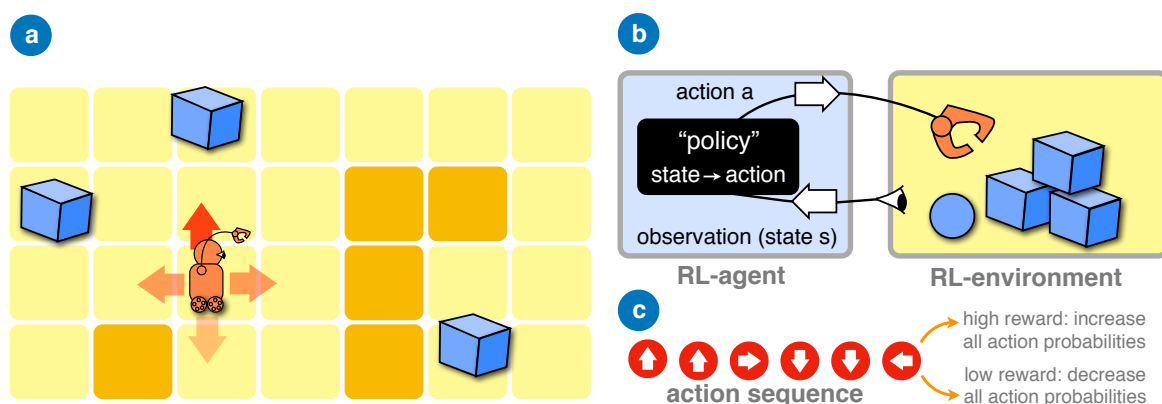 a
b
action a
“policy”
state → action
observation (state s)
RL-agent
RL-environment
c
action sequence
high reward: increase
all action probabilities
low reward: decrease
all action probabilities